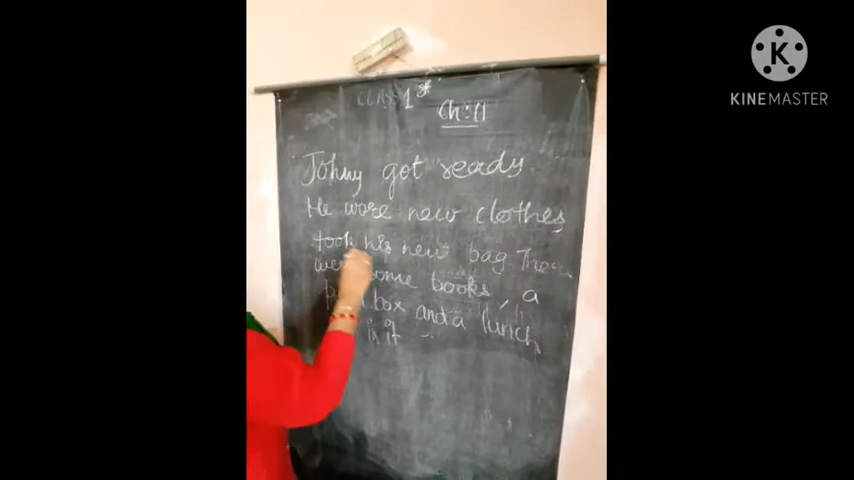 CLASS 1st
Ch:11
Johny got ready.
He wore new clothes
took his new bag. There
were some books, a
box and a lunch
in it
KINEMASTER